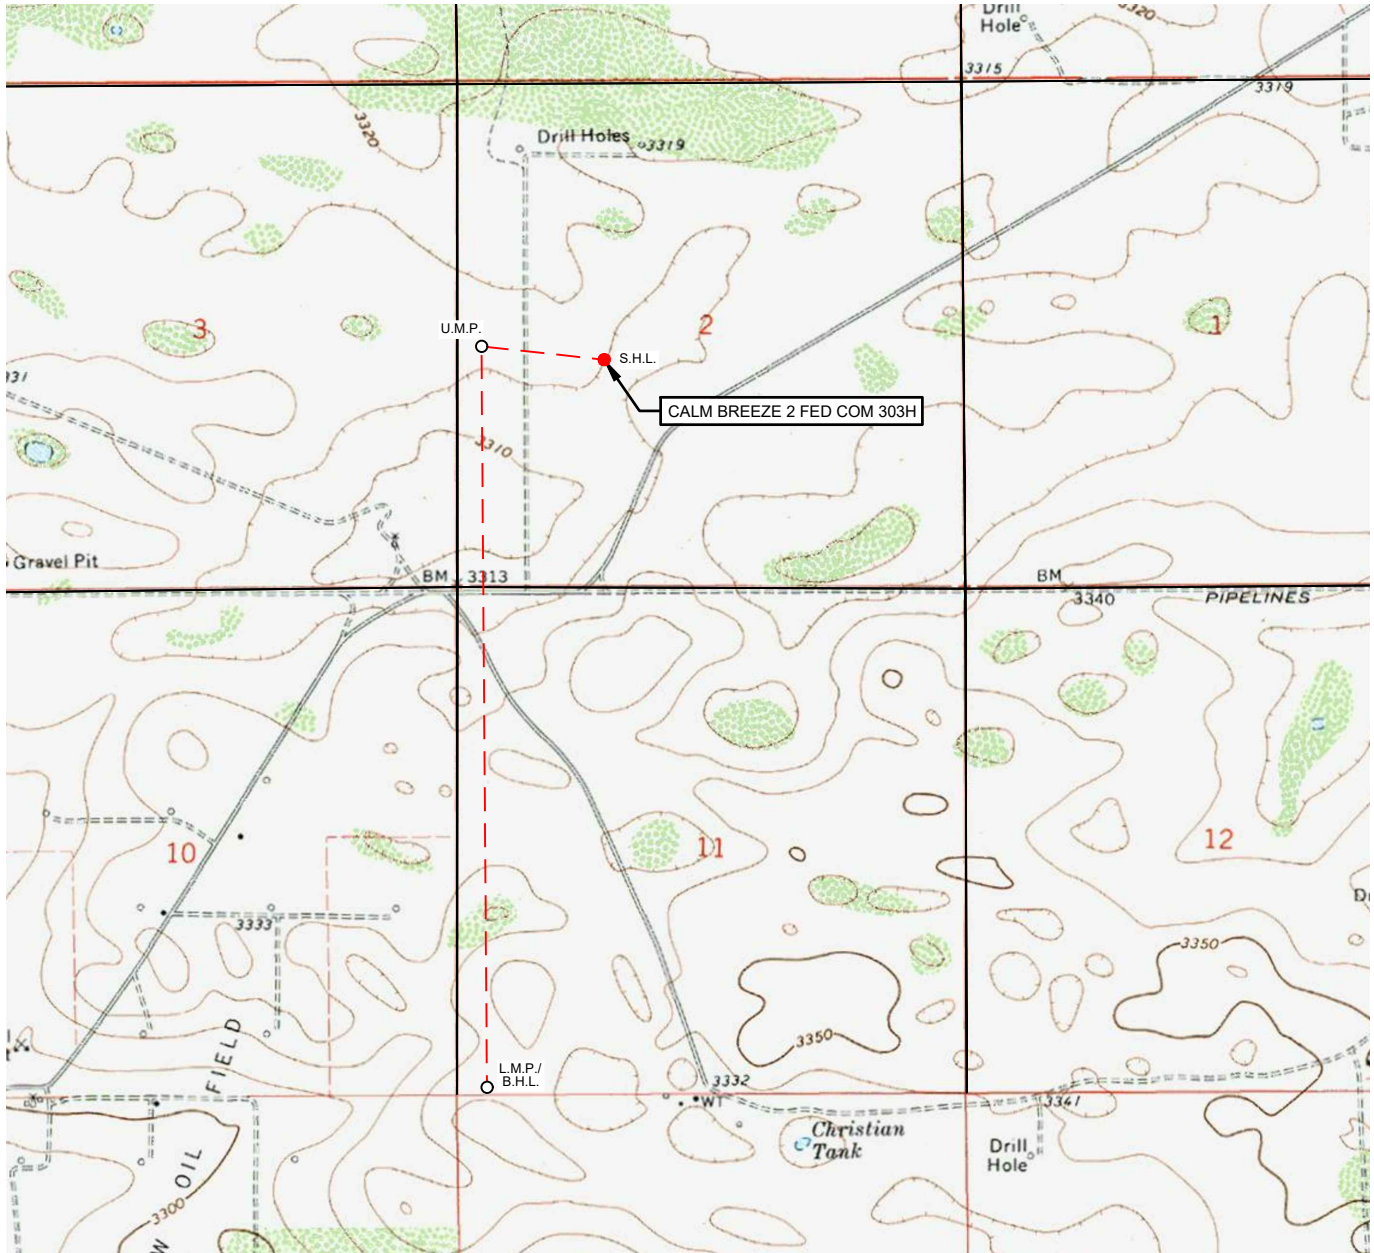 Drill
Hole
3320
3315
3319
3320
Drill Holes
3319
3
2
1
U.M.P.
S.H.L.
CALM BREEZE 2 FED COM 303H
3310
Gravel Pit
BM
3313
BM
3340
PIPELINES
10
11
12
3333
3350
3350
FIELD
OIL
L.M.P./
B.H.L.
3332
WT
3341
Christian
Tank
Drill
Hole
3300